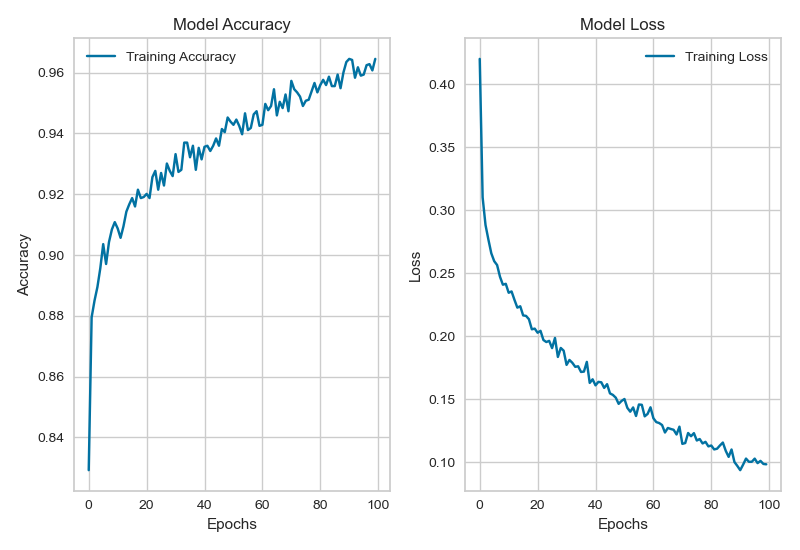 Model Accuracy
Training Accuracy
0.96
0.94
0.92
0.90
0.88
0.86
0.84
Accuracy
0 20 40 60 80 100
Epochs
Model Loss
Training Loss
0.40
0.35
0.30
0.25
0.20
0.15
0.10
Loss
0 20 40 60 80 100
Epochs